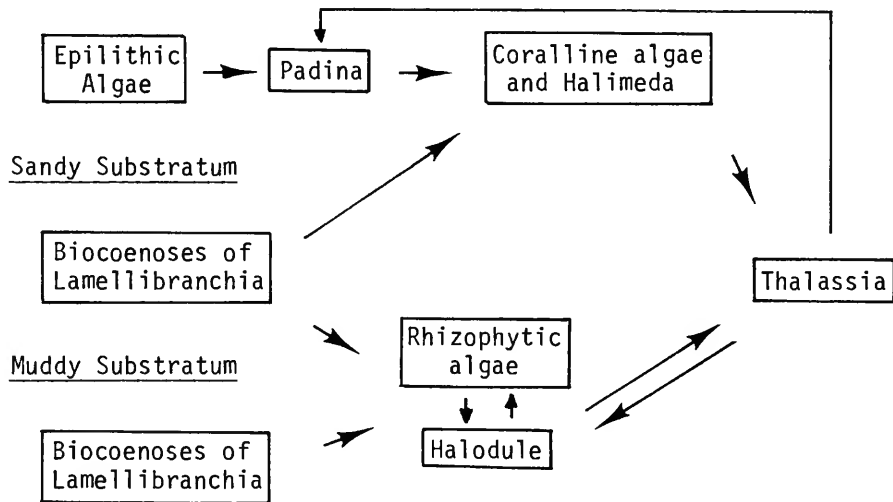 Epilithic
Algae
Padina
Coralline algae
and Halimeda
Sandy Substratum
Biocoenoses of
Lamellibranchia
Thalassia
Rhizophytic
algae
Muddy Substratum
Halodule
Biocoenoses of
Lamellibranchia